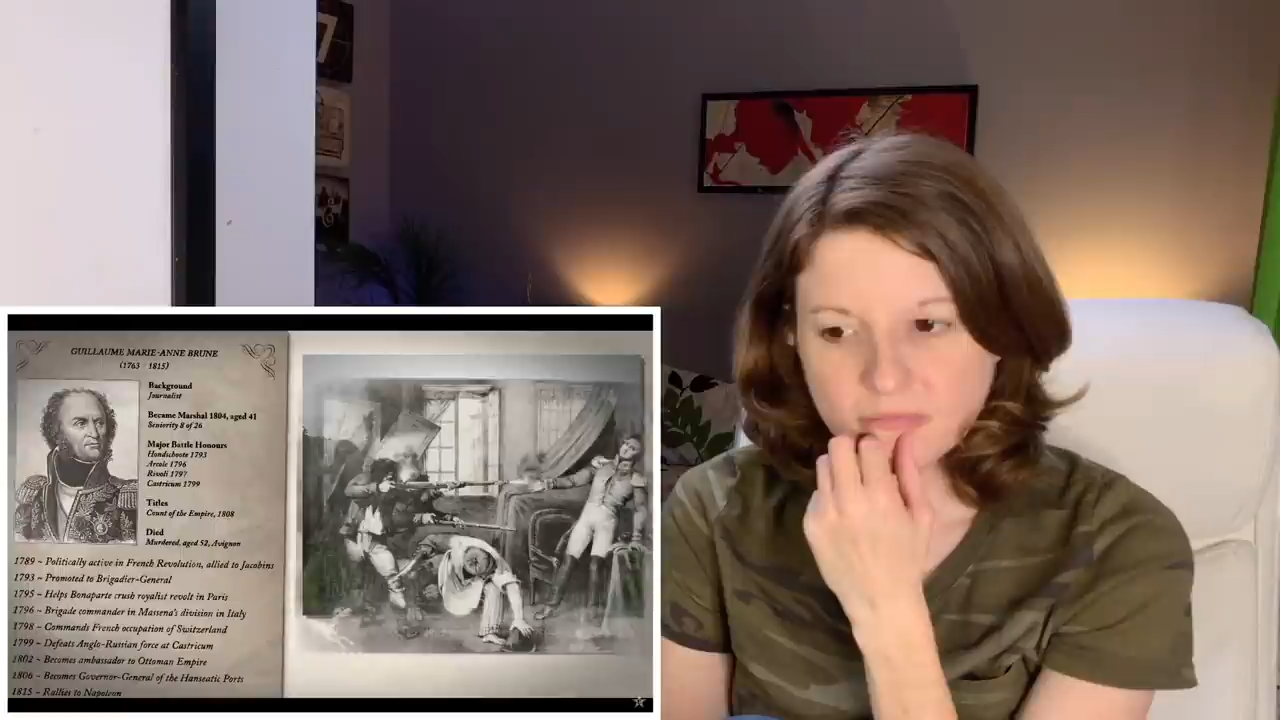 7
GUILLAUME MARIE-ANNE BRUNE
(1763 - 1815)
Background
Journalist
Became Marshal 1804, aged 41
Seniority 8 of 26
Major Battle Honours
Hondschoote 1793
Arcole 1796
Rivoli 1797
Castricum 1799
Titles
Count of the Empire, 1808
Died
Murdered, aged 52, Avignon
1789 ~ Politically active in French Revolution, allied to Jacobins
1793 ~ Promoted to Brigadier-General
1795 ~ Helps Bonaparte crush royalist revolt in Paris
1796 ~ Brigade commander in Massena's division in Italy
1798 ~ Commands French occupation of Switzerland
1799 ~ Defeats Anglo-Russian force at Castricum
1802 ~ Becomes ambassador to Ottoman Empire
1806 ~ Becomes Governor-General of the Hanseatic Ports
1815 ~ Rallies to Napoleon